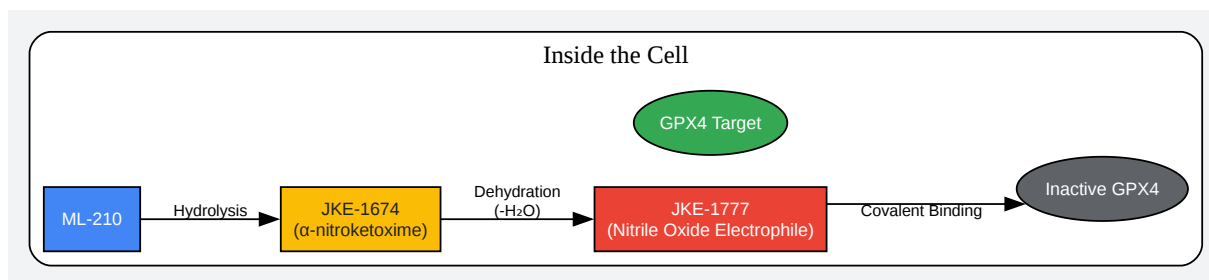 Inside the Cell
GPX4 Target
ML-210
Hydrolysis
JKE-1674
(α-nitroketoxime)
Dehydration
(-H₂O)
JKE-1777
(Nitrile Oxide Electrophile)
Covalent Binding
Inactive GPX4